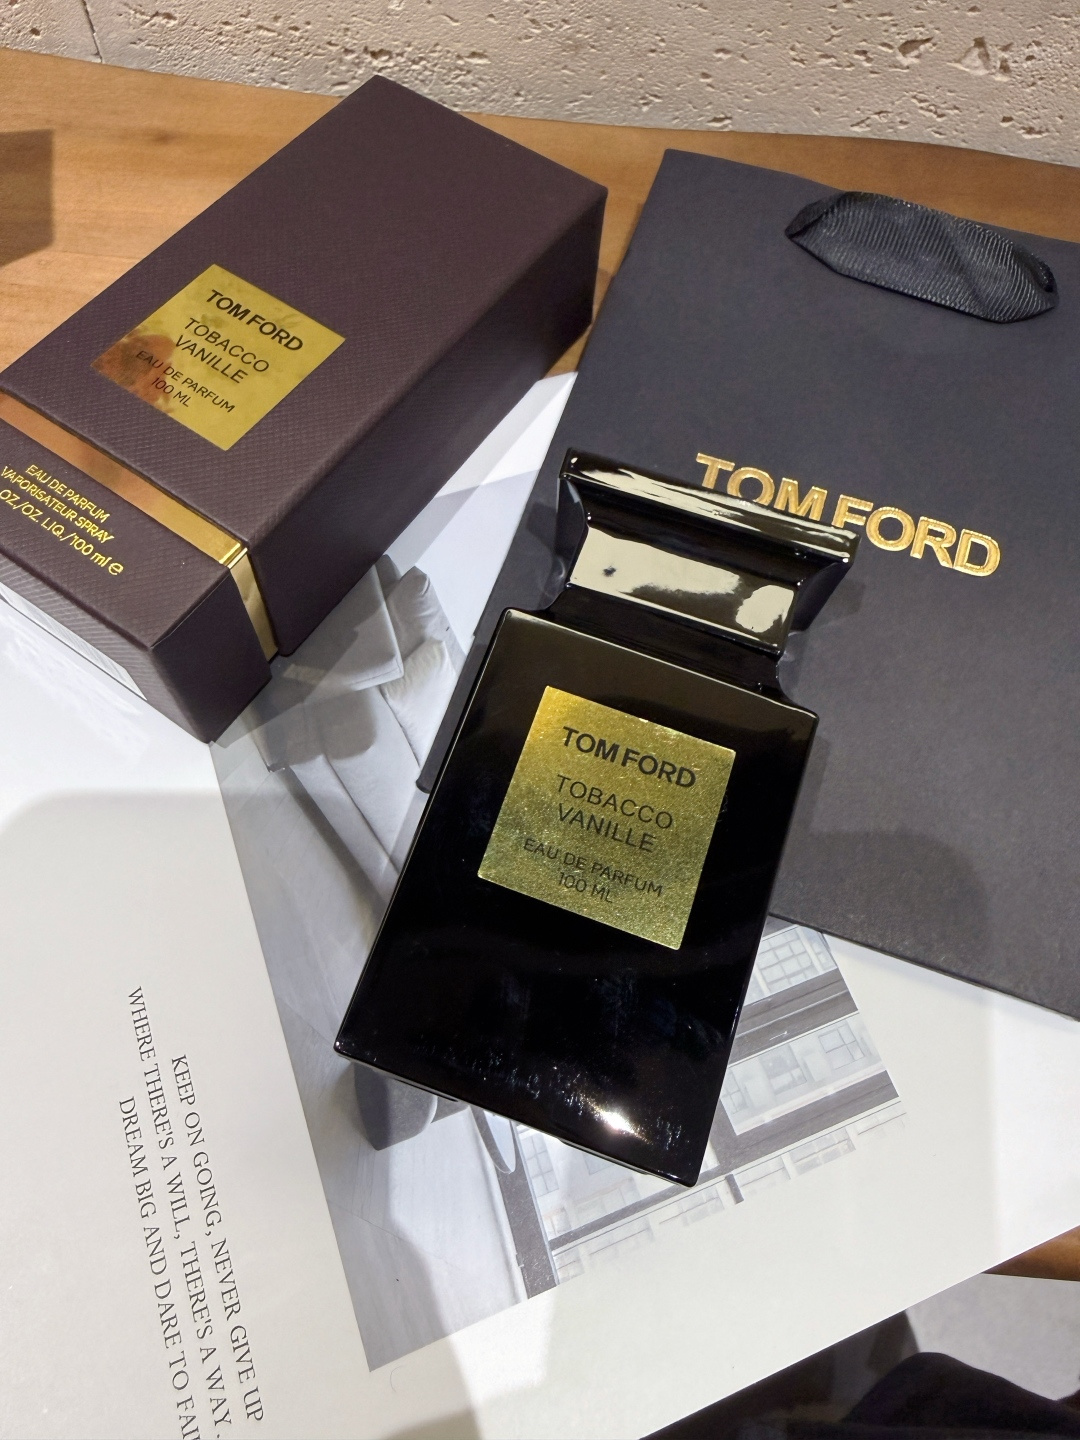 TOM FORD
TOBACCO
VANILLE
EAU DE PARFUM
100 ML
EAU DE PARFUM
VAPORISATEUR SPRAY
OZ/OZ. LIQ./100 ml e
TOM FORD
TOM FORD
TOBACCO
VANILLE
EAU DE PARFUM
100 ML
KEEP ON GOING, NEVER GIVE UP
WHERE THERE'S A WILL, THERE'S A WAY.
DREAM BIG AND DARE TO FAIL